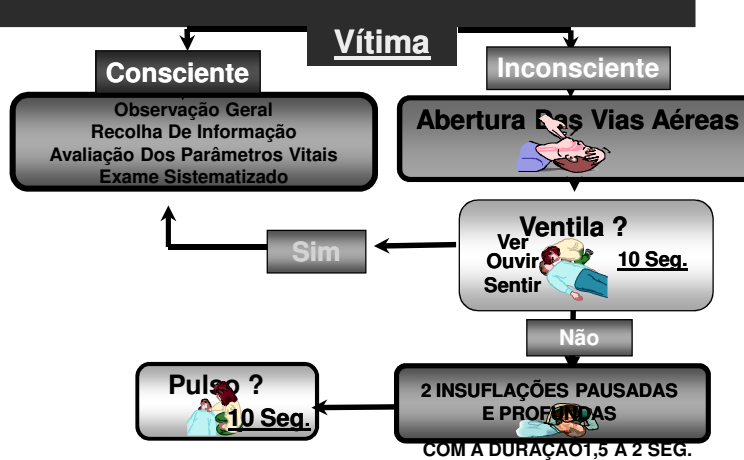 Vítima
Consciente
Inconsciente
Observação Geral
Recolha De Informação
Avaliação Dos Parâmetros Vitais
Exame Sistematizado
Abertura Das Vias Aéreas
Ventila ?
Ver
Ouvir
Sentir
10 Seg.
Sim
Não
2 INSUFLAÇÕES PAUSADAS
E PROFUNDAS
COM A DURAÇÃO1,5 A 2 SEG.
Pulso ?
10 Seg.